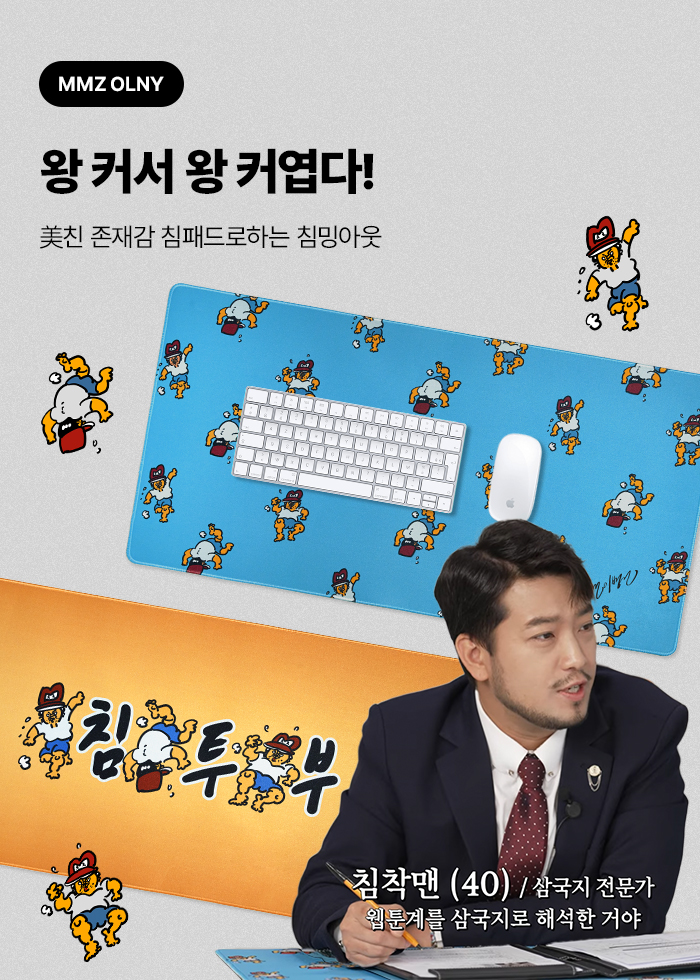 MMZ OLNY
왕 커서 왕 커엽다!
美친 존재감 침패드로하는 침밍아웃
침투부
침착맨 (40) / 삼국지 전문가
웹툰계를 삼국지로 해석한 거야